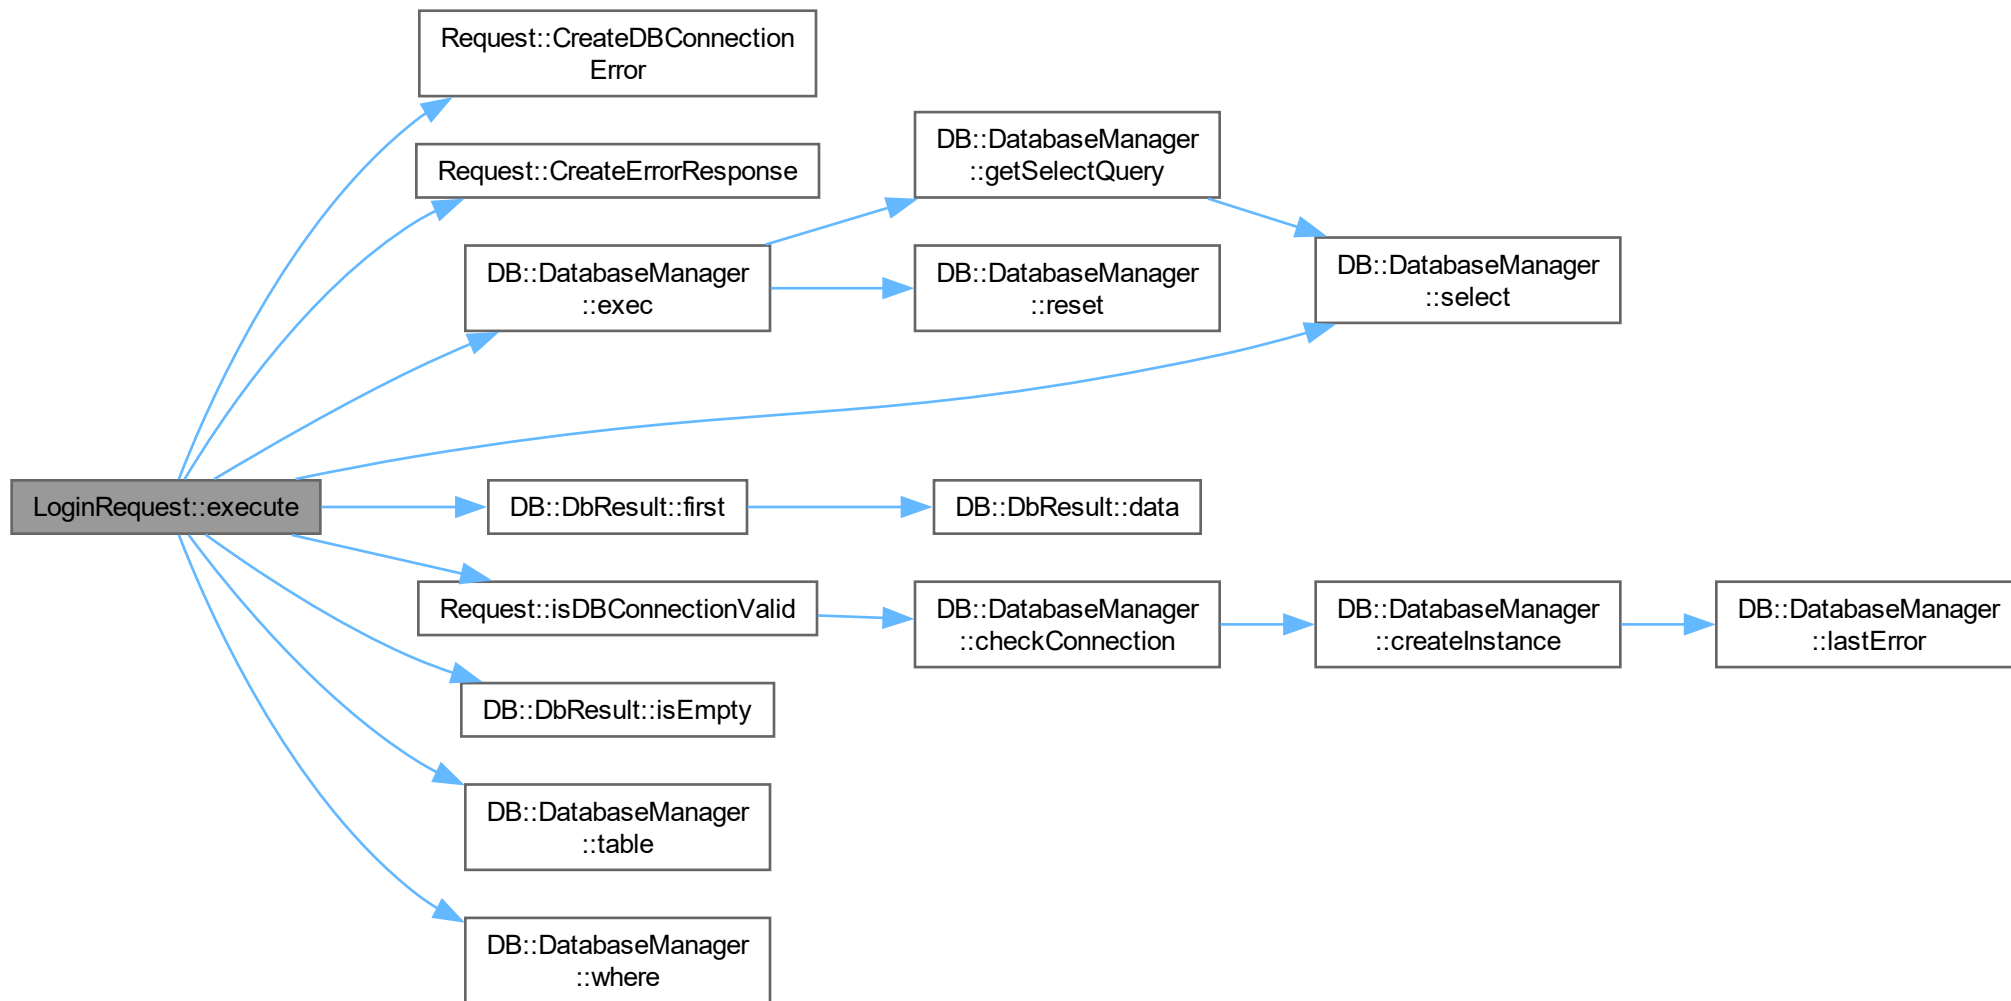 Request::CreateDBConnection
Error
Request::CreateErrorResponse
DB::DatabaseManager
::getSelectQuery
DB::DatabaseManager
::exec
DB::DatabaseManager
::reset
DB::DatabaseManager
::select
LoginRequest::execute
DB::DbResult::first
DB::DbResult::data
Request::isDBConnectionValid
DB::DatabaseManager
::checkConnection
DB::DatabaseManager
::createInstance
DB::DatabaseManager
::lastError
DB::DbResult::isEmpty
DB::DatabaseManager
::table
DB::DatabaseManager
::where